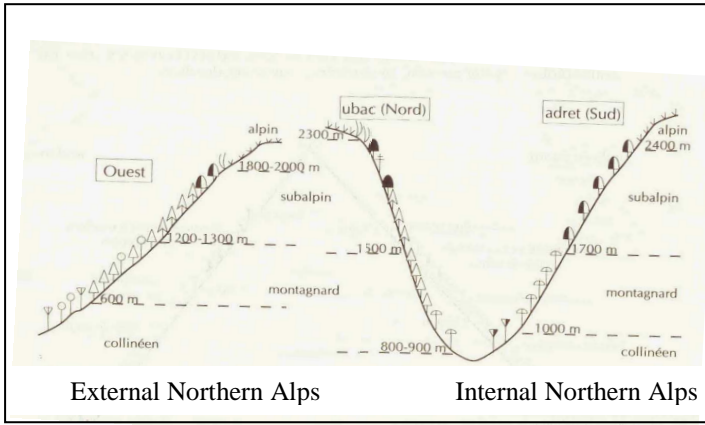 ubac (Nord)
adret (Sud)
alpin
2300 m
alpin
2400 m
Ouest
1800-2000 m
subalpin
subalpin
1200-1300 m
1500 m
1700 m
montagnard
montagnard
600 m
1000 m
collinéen
800-900 m
collinéen
External Northern Alps
Internal Northern Alps